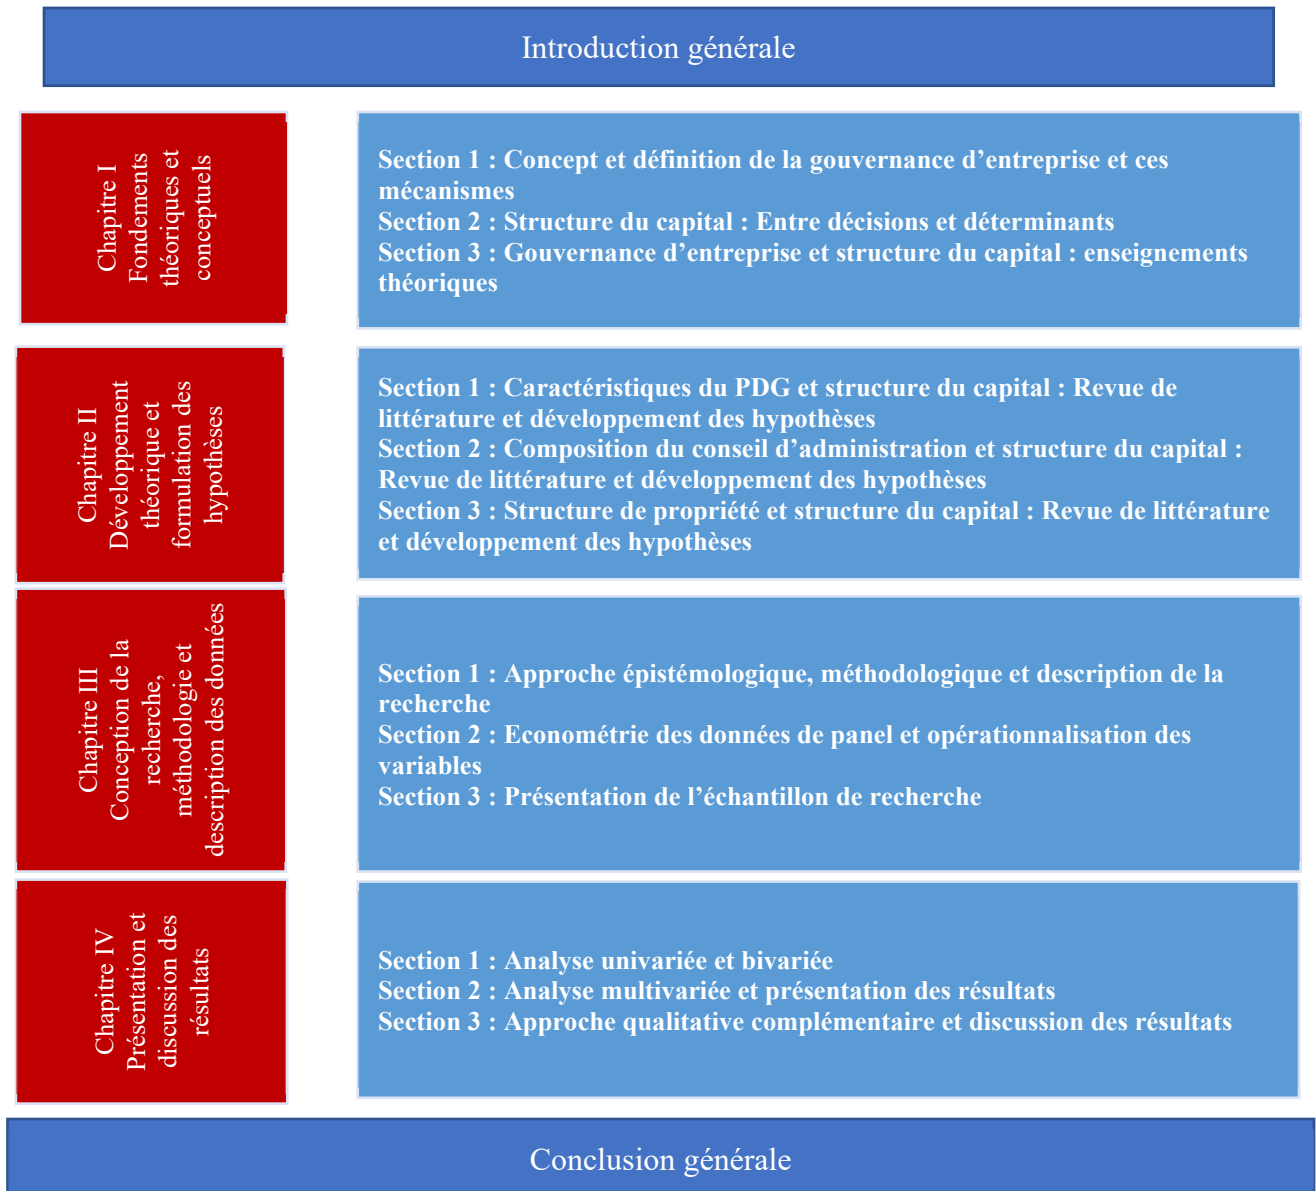 Introduction générale
Chapitre I
Fondements
théoriques et
conceptuels
Section 1 : Concept et définition de la gouvernance d’entreprise et ces
mécanismes
Section 2 : Structure du capital : Entre décisions et déterminants
Section 3 : Gouvernance d’entreprise et structure du capital : enseignements
théoriques
Chapitre II
Développement
théorique et
formulation des
hypothèses
Section 1 : Caractéristiques du PDG et structure du capital : Revue de
littérature et développement des hypothèses
Section 2 : Composition du conseil d’administration et structure du capital :
Revue de littérature et développement des hypothèses
Section 3 : Structure de propriété et structure du capital : Revue de littérature
et développement des hypothèses
Chapitre III
Conception de la
recherche,
méthodologie et
description des données
Section 1 : Approche épistémologique, méthodologique et description de la
recherche
Section 2 : Econométrie des données de panel et opérationnalisation des
variables
Section 3 : Présentation de l’échantillon de recherche
Chapitre IV
Présentation et
discussion des
résultats
Section 1 : Analyse univariée et bivariée
Section 2 : Analyse multivariée et présentation des résultats
Section 3 : Approche qualitative complémentaire et discussion des résultats
Conclusion générale